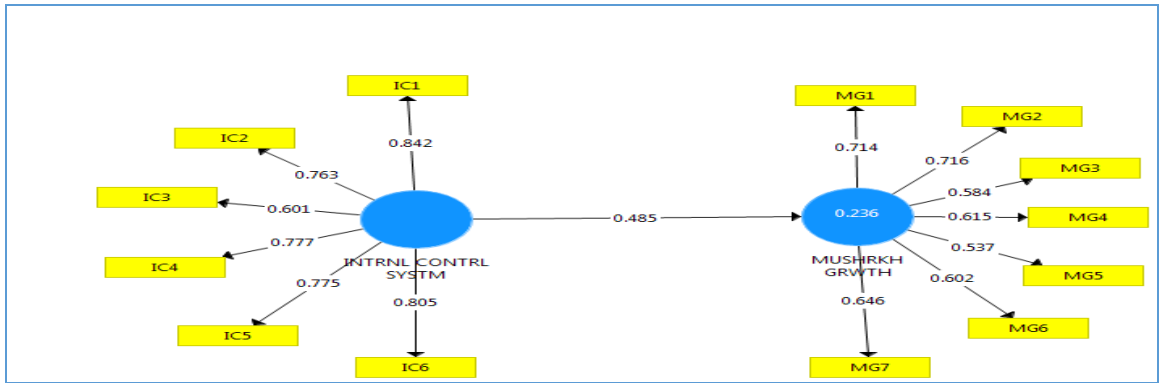 IC1
0.842
IC2
0.763
IC3
0.601
IC4
0.777
IC5
0.775
IC6
0.805
INTRNL CONTRL
SYSTM
0.485
0.236
MUSHRKH
GRWTH
MG1
0.714
MG2
0.716
MG3
0.584
MG4
0.615
MG5
0.537
MG6
0.602
MG7
0.646